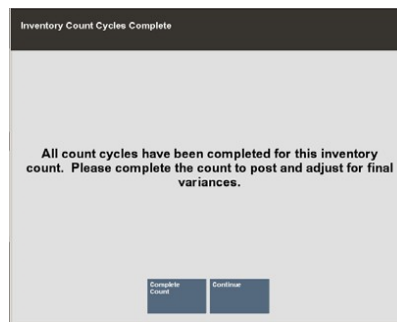 Inventory Count Cycles Complete
All count cycles have been completed for this inventory
count. Please complete the count to post and adjust for final
variances.
Complete
Count
Continue